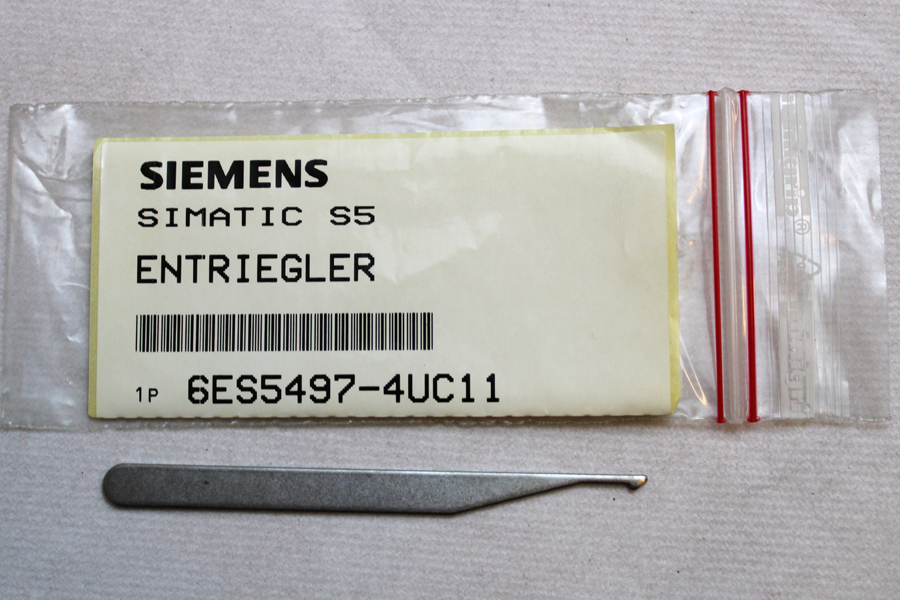 SIEMENS
SIMATIC S5
ENTRIEGLER
1P 6ES5497-4UC11